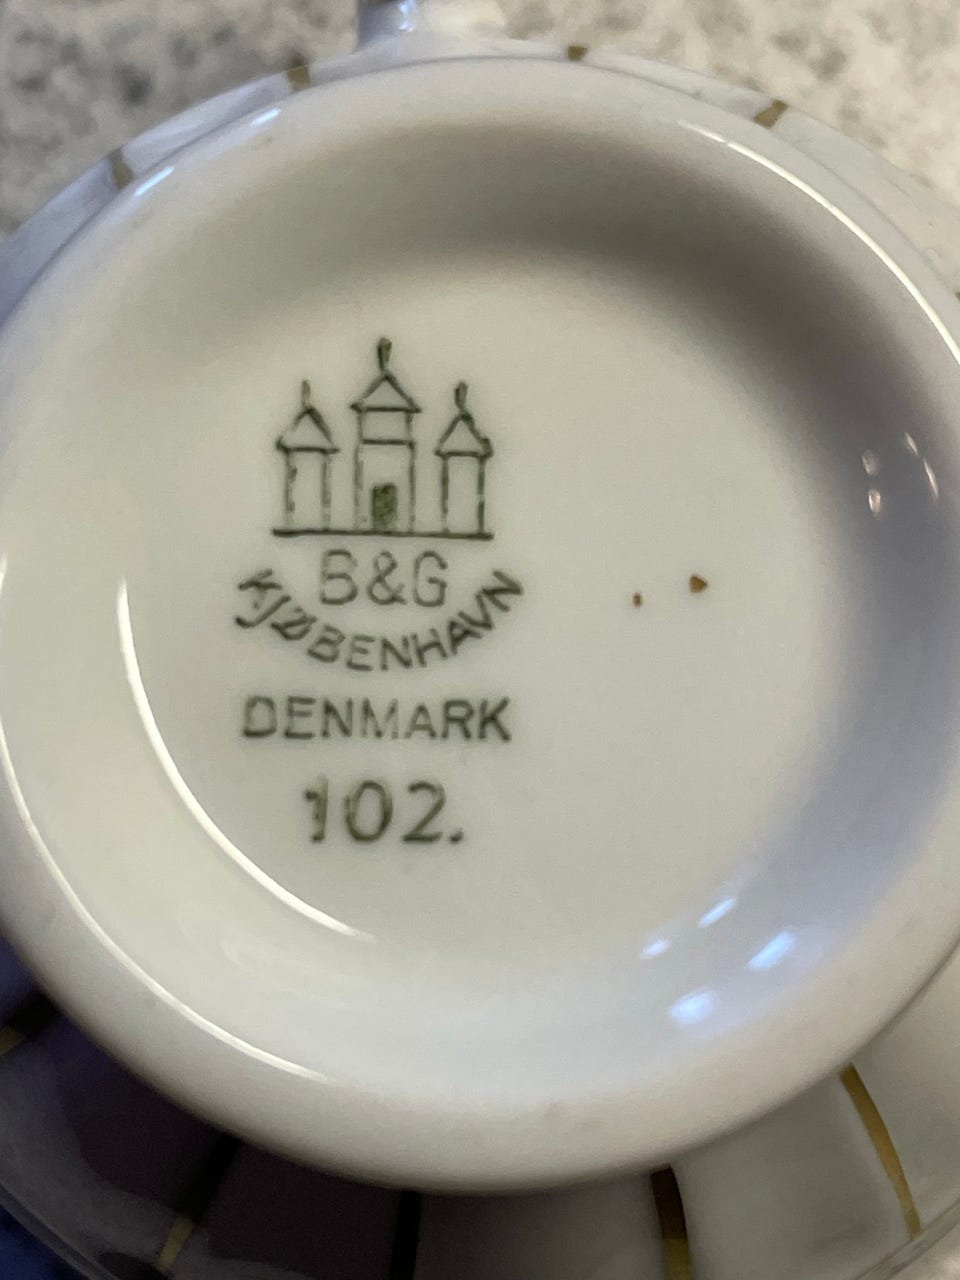 B&G
KJØBENHAVN
DENMARK
102.